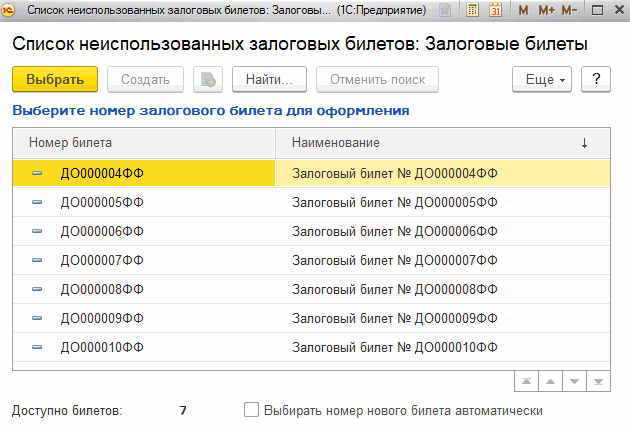 Список неиспользованных залоговых билетов: Залоговы... (1С:Предприятие) 31 M M+ M-
Список неиспользованных залоговых билетов: Залоговые билеты
Выбрать Создать Найти... Отменить поиск Еще ?
Выберите номер залогового билета для оформления
Номер билета Наименование ↓
ДО000004ФФ Залоговый билет № ДО000004ФФ
ДО000005ФФ Залоговый билет № ДО000005ФФ
ДО000006ФФ Залоговый билет № ДО000006ФФ
ДО000007ФФ Залоговый билет № ДО000007ФФ
ДО000008ФФ Залоговый билет № ДО000008ФФ
ДО000009ФФ Залоговый билет № ДО000009ФФ
ДО000010ФФ Залоговый билет № ДО000010ФФ
Доступно билетов: 7 Выбирать номер нового билета автоматически